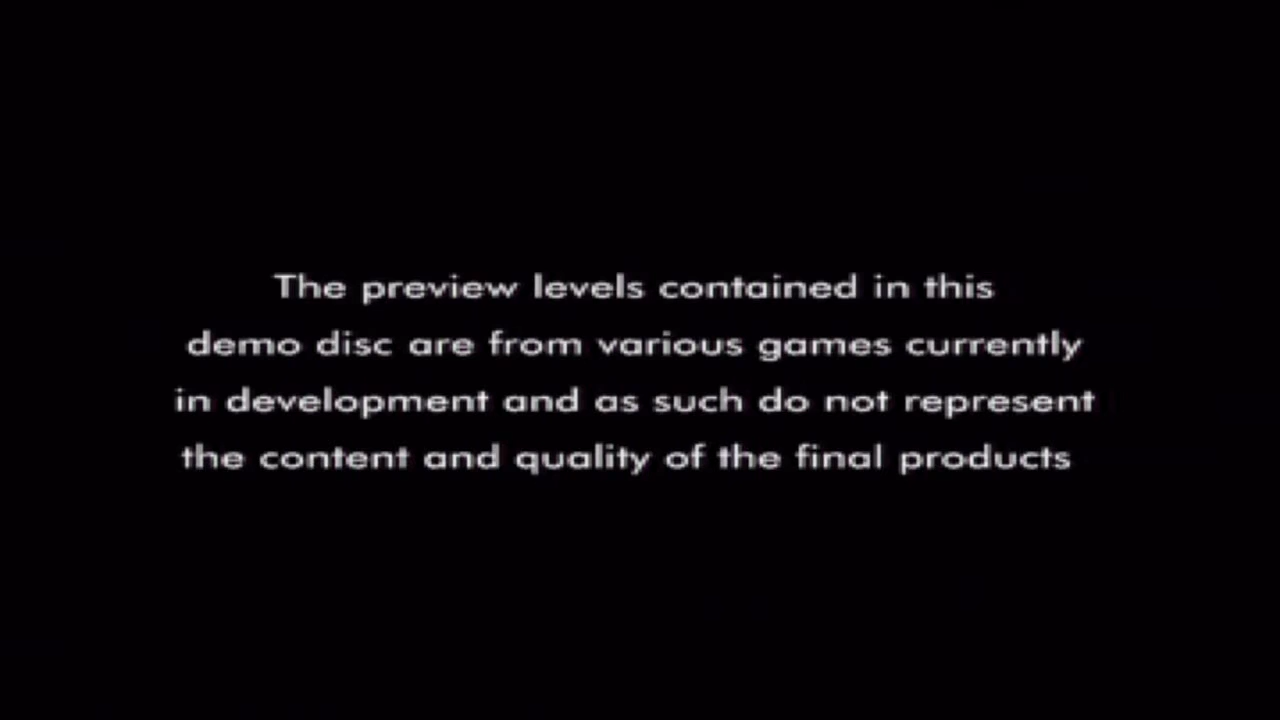 The preview levels contained in this
demo disc are from various games currently
in development and as such do not represent
the content and quality of the final products